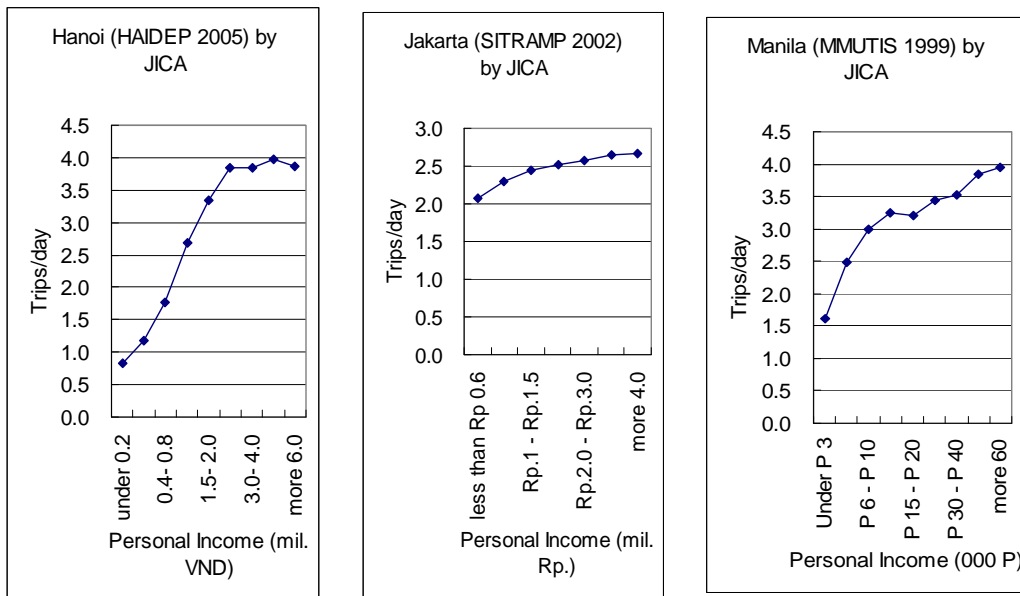 Hanoi (HAIDEP 2005) by
JICA
Trips/day
4.5
4.0
3.5
3.0
2.5
2.0
1.5
1.0
0.5
0.0
under 0.2
0.4- 0.8
1.5- 2.0
3.0- 4.0
more 6.0
Personal Income (mil.
VND)
Jakarta (SITRAMP 2002)
by JICA
Trips/day
3.0
2.5
2.0
1.5
1.0
0.5
0.0
less than Rp 0.6
Rp.1 - Rp.1.5
Rp.2.0 - Rp.3.0
more 4.0
Personal Income (mil.
Rp.)
Manila (MMUTIS 1999) by
JICA
Trips/day
4.5
4.0
3.5
3.0
2.5
2.0
1.5
1.0
0.5
0.0
Under P 3
P 6 - P 10
P 15 - P 20
P 30 - P 40
more 60
Personal Income (000 P)